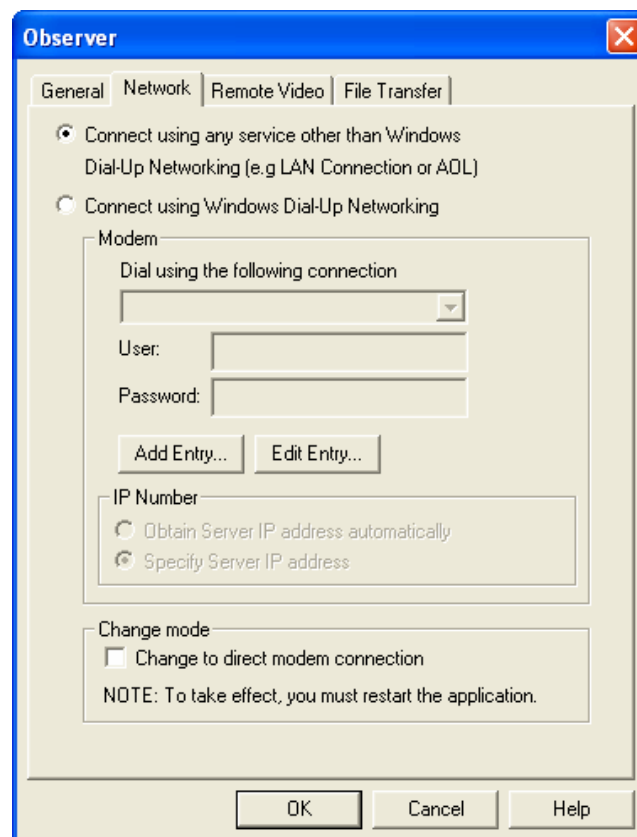 Observer
General Network Remote Video File Transfer
Connect using any service other than Windows
Dial-Up Networking (e.g LAN Connection or AOL)
Connect using Windows Dial-Up Networking
Modem
Dial using the following connection
User:
Password:
Add Entry... Edit Entry...
IP Number
Obtain Server IP address automatically
Specify Server IP address
Change mode
Change to direct modem connection
NOTE: To take effect, you must restart the application.
OK Cancel Help